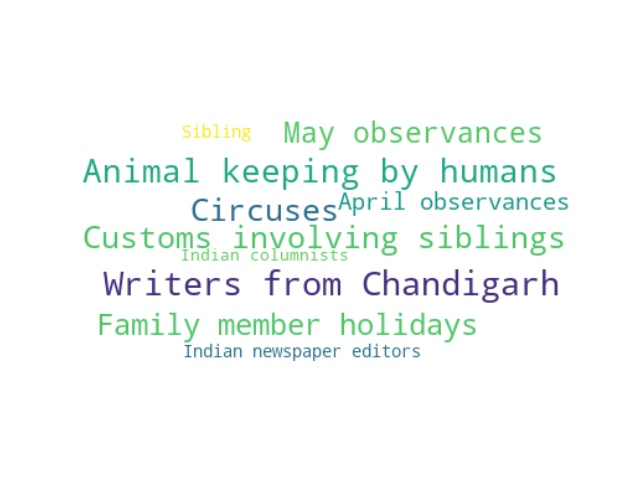 Sibling May observances
Animal keeping by humans
Circuses April observances
Customs involving siblings
Indian columnists
Writers from Chandigarh
Family member holidays
Indian newspaper editors